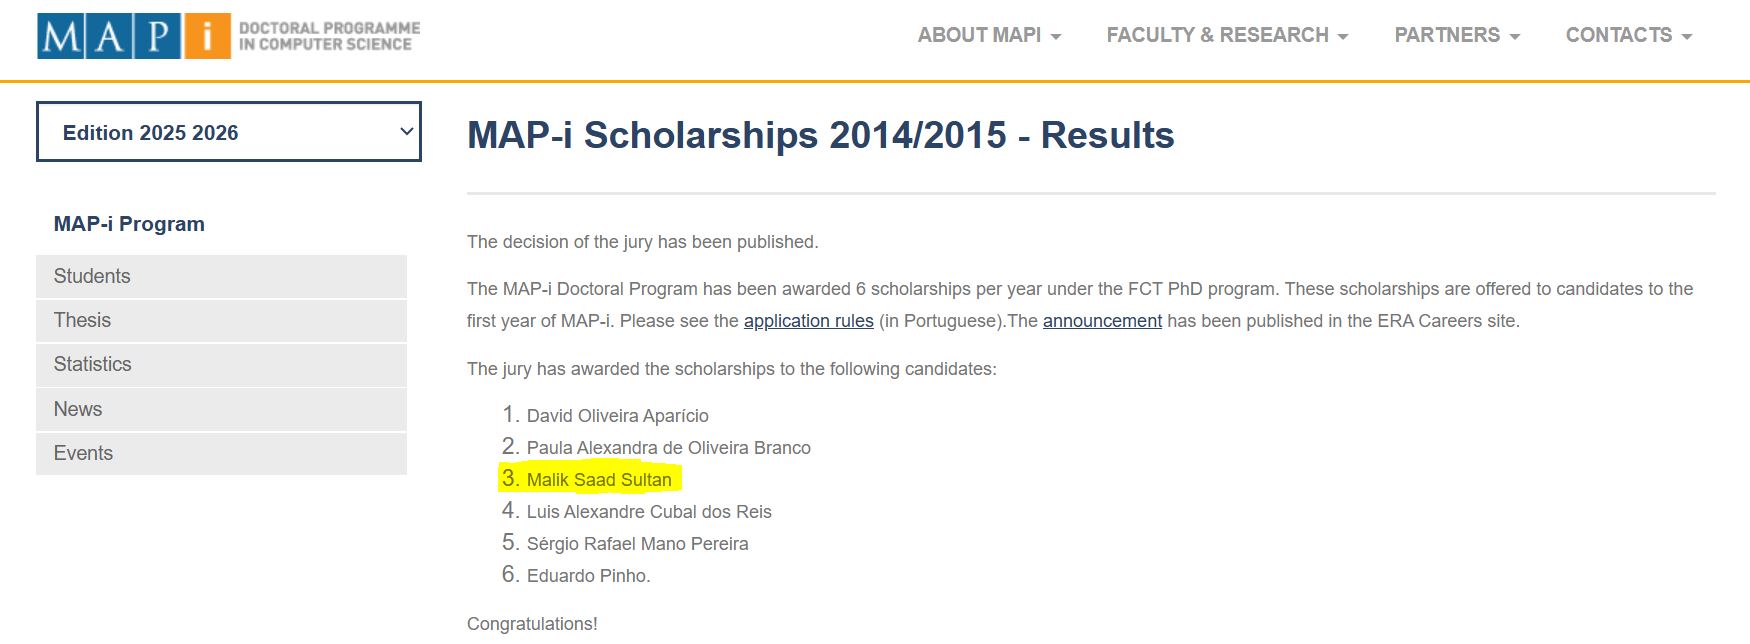 MAPi DOCTORAL PROGRAMME
IN COMPUTER SCIENCE
ABOUT MAPI
FACULTY & RESEARCH
PARTNERS
CONTACTS
Edition 2025 2026
MAP-i Program
Students
Thesis
Statistics
News
Events
MAP-i Scholarships 2014/2015 - Results
The decision of the jury has been published.
The MAP-i Doctoral Program has been awarded 6 scholarships per year under the FCT PhD program. These scholarships are offered to candidates to the
first year of MAP-i. Please see the application rules (in Portuguese).The announcement has been published in the ERA Careers site.
The jury has awarded the scholarships to the following candidates:
1. David Oliveira Aparício
2. Paula Alexandra de Oliveira Branco
3. Malik Saad Sultan
4. Luis Alexandre Cubal dos Reis
5. Sérgio Rafael Mano Pereira
6. Eduardo Pinho.
Congratulations!